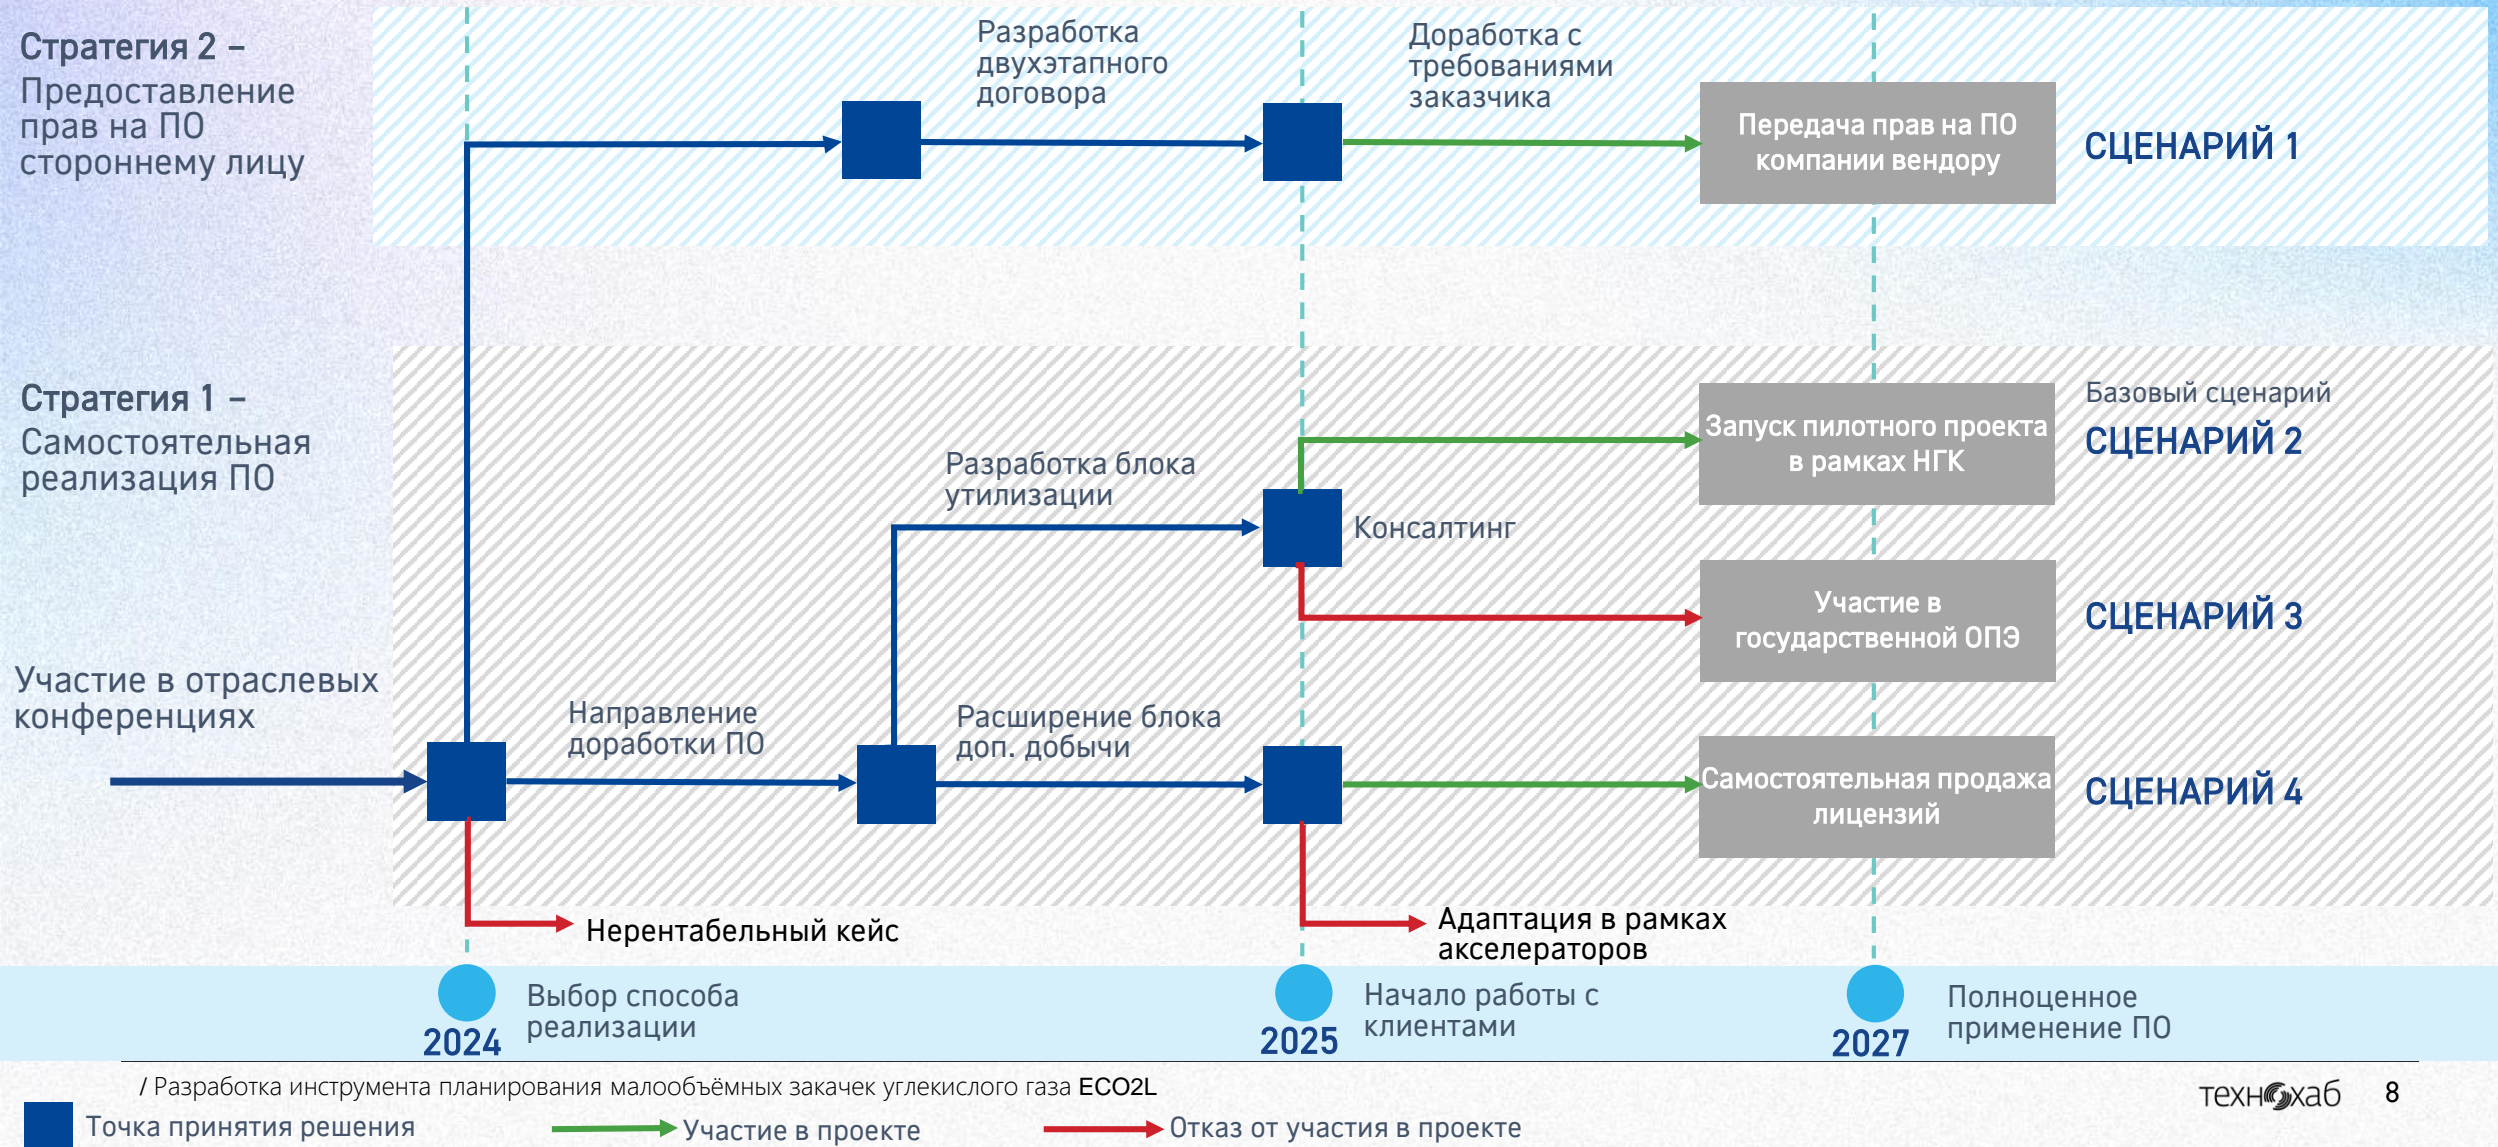 Стратегия 2 –
Предоставление
прав на ПО
стороннему лицу
Разработка
двухэтапного
договора
Доработка с
требованиями
заказчика
Передача прав на ПО
компании вендору
СЦЕНАРИЙ 1
Стратегия 1 –
Самостоятельная
реализация ПО
Базовый сценарий
СЦЕНАРИЙ 2
Запуск пилотного проекта
в рамках НГК
Разработка блока
утилизации
Консалтинг
Участие в
государственной ОПЭ
СЦЕНАРИЙ 3
Участие в отраслевых
конференциях
Направление
доработки ПО
Расширение блока
доп. добычи
Самостоятельная продажа
лицензий
СЦЕНАРИЙ 4
Нерентабельный кейс
Адаптация в рамках
акселераторов
2024
Выбор способа
реализации
2025
Начало работы с
клиентами
2027
Полноценное
применение ПО
/ Разработка инструмента планирования малообъёмных закачек углекислого газа ECO2L
технохаб
8
Точка принятия решения
Участие в проекте
Отказ от участия в проекте